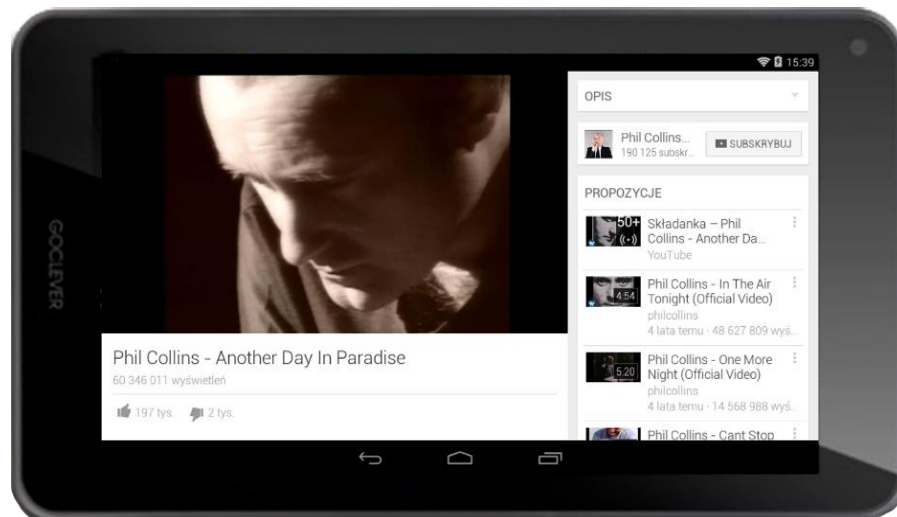 GOCLEVER
15:39
Phil Collins - Another Day In Paradise
60 346 011 wyświetleń
197 tys.
2 tys.
OPIS
Phil Collins...
190 125 subskr...
SUBSKRYBUJ
PROPOZYCJE
50+
Składanka – Phil
Collins - Another Da...
YouTube
4:54
Phil Collins - In The Air
Tonight (Official Video)
philcollins
4 lata temu · 48 627 809 wyś...
5:20
Phil Collins - One More
Night (Official Video)
philcollins
4 lata temu · 14 568 988 wyś...
Phil Collins - Cant Stop